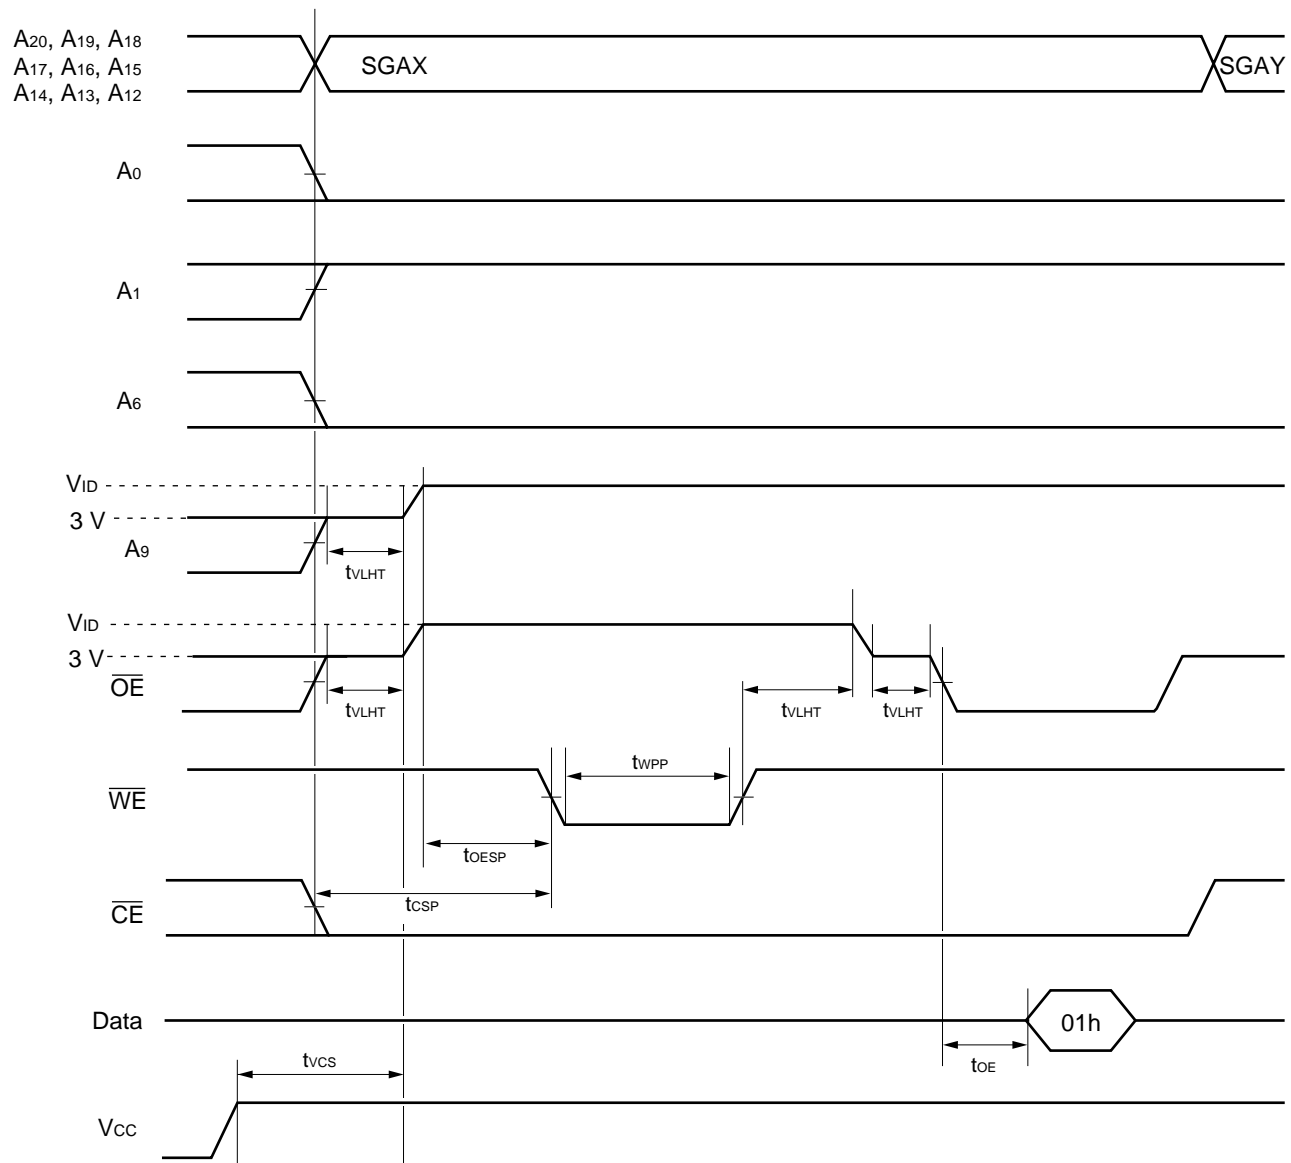 A20, A19, A18
A17, A16, A15
A14, A13, A12
SGAX
SGAY
A0
A1
A6
VID
3 V
A9
tVLHT
VID
3 V
OE
tVLHT
tVLHT
tVLHT
tWPP
WE
tOESP
tCSP
CE
Data
01h
tOE
tVCS
VCC